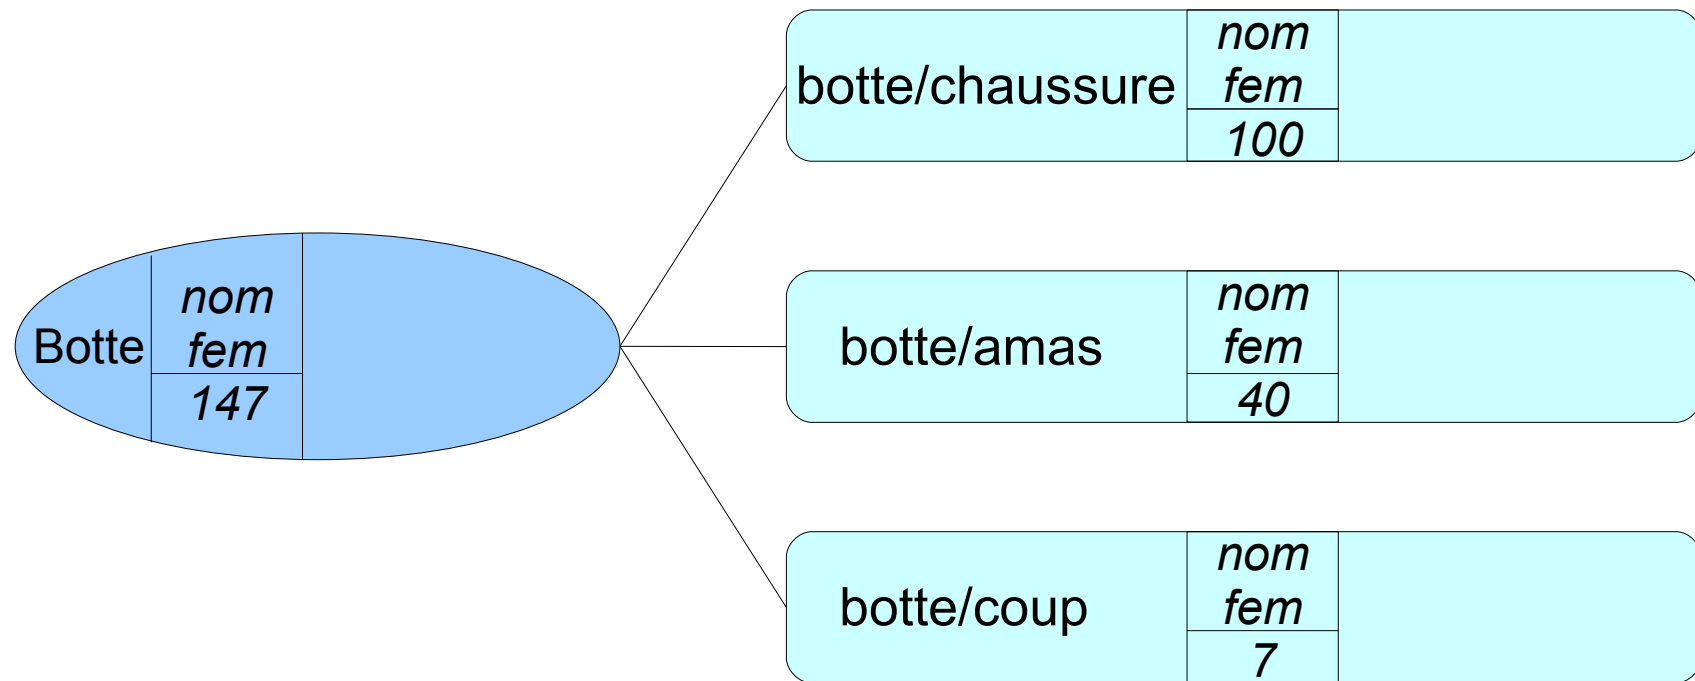 Botte
nom
fem
147
botte/chaussure
nom
fem
100
botte/amas
nom
fem
40
botte/coup
nom
fem
7